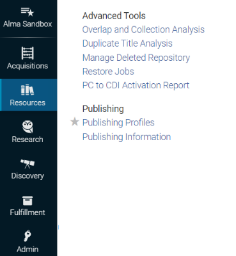 Alma Sandbox
Acquisitions
Resources
Research
Discovery
Fulfillment
Admin
Advanced Tools
Overlap and Collection Analysis
Duplicate Title Analysis
Manage Deleted Repository
Restore Jobs
PC to CDI Activation Report
Publishing
Publishing Profiles
Publishing Information